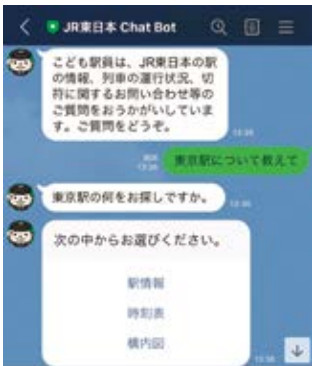 JR東日本 Chat Bot
こども駅員は、JR東日本の駅
の情報、列車の運行状況、切
符に関するお問い合わせ等の
ご質問をおうかがいしていま
す。ご質問をどうぞ。
東京駅について教えて
東京駅の何をお探しですか。
次の中からお選びください。
駅情報
時刻表
構内図